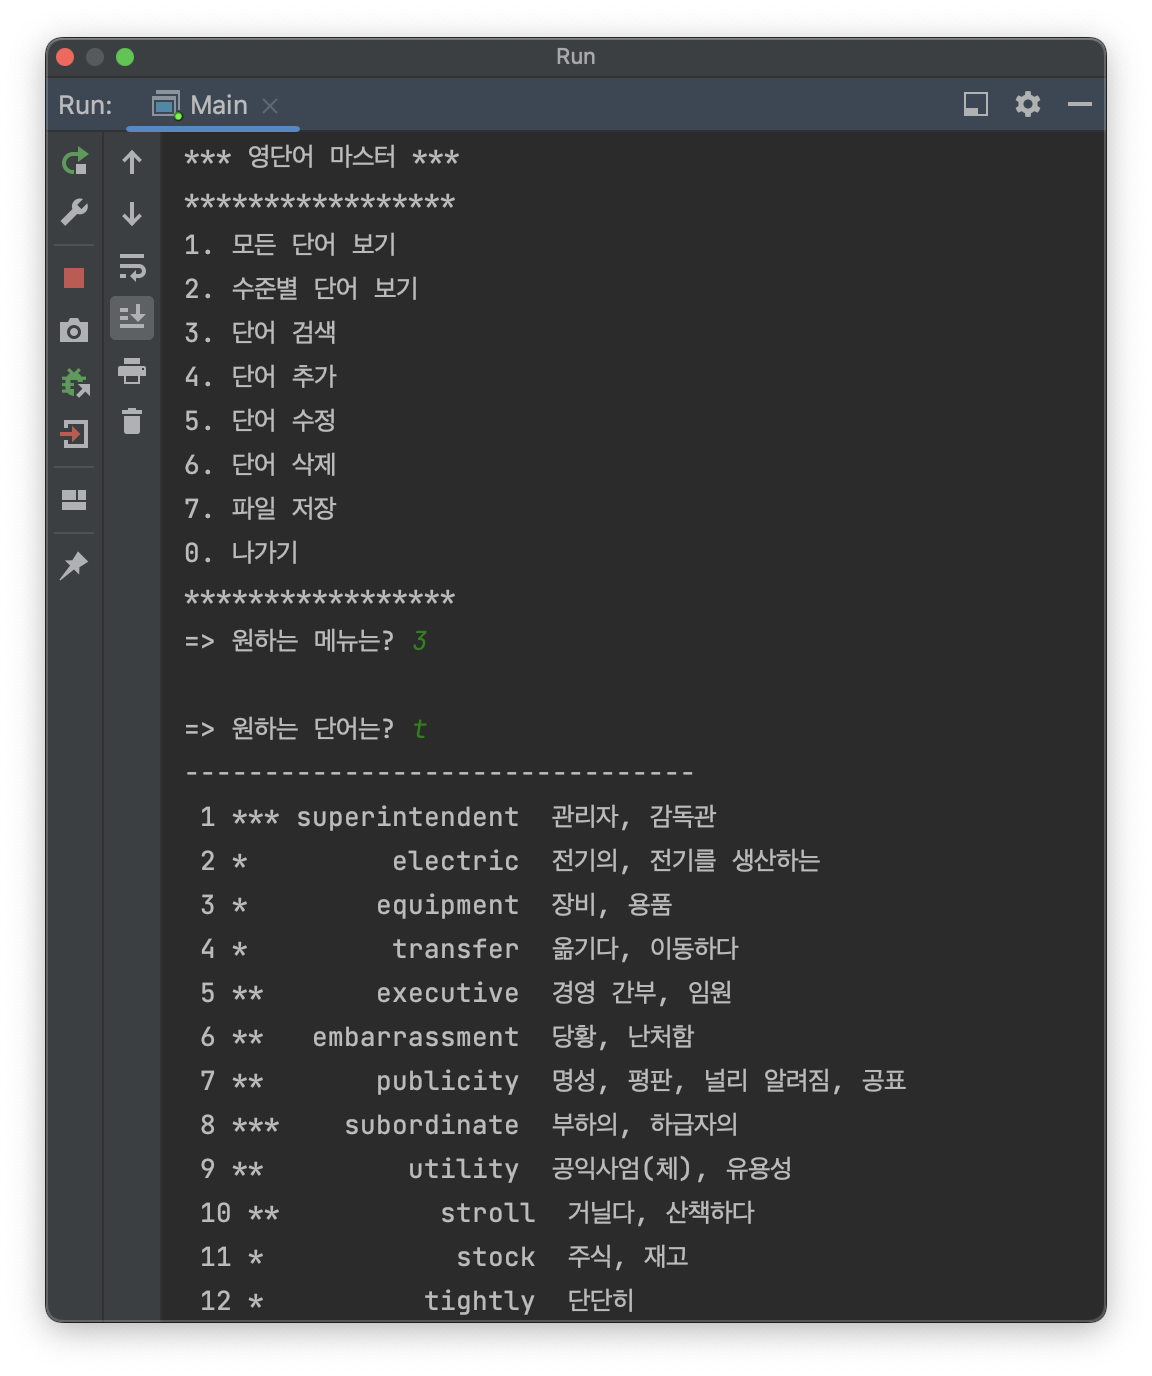 Run
Run: Main
*** 영단어 마스터 ***
*****************
1. 모든 단어 보기
2. 수준별 단어 보기
3. 단어 검색
4. 단어 추가
5. 단어 수정
6. 단어 삭제
7. 파일 저장
0. 나가기
*****************
=> 원하는 메뉴는? 3
=> 원하는 단어는? t
--------------------------------
1 *** superintendent 관리자, 감독관
2 * electric 전기의, 전기를 생산하는
3 * equipment 장비, 용품
4 * transfer 옮기다, 이동하다
5 ** executive 경영 간부, 임원
6 ** embarrassment 당황, 난처함
7 ** publicity 명성, 평판, 널리 알려짐, 공표
8 *** subordinate 부하의, 하급자의
9 ** utility 공익사업(체), 유용성
10 ** stroll 거닐다, 산책하다
11 * stock 주식, 재고
12 * tightly 단단히